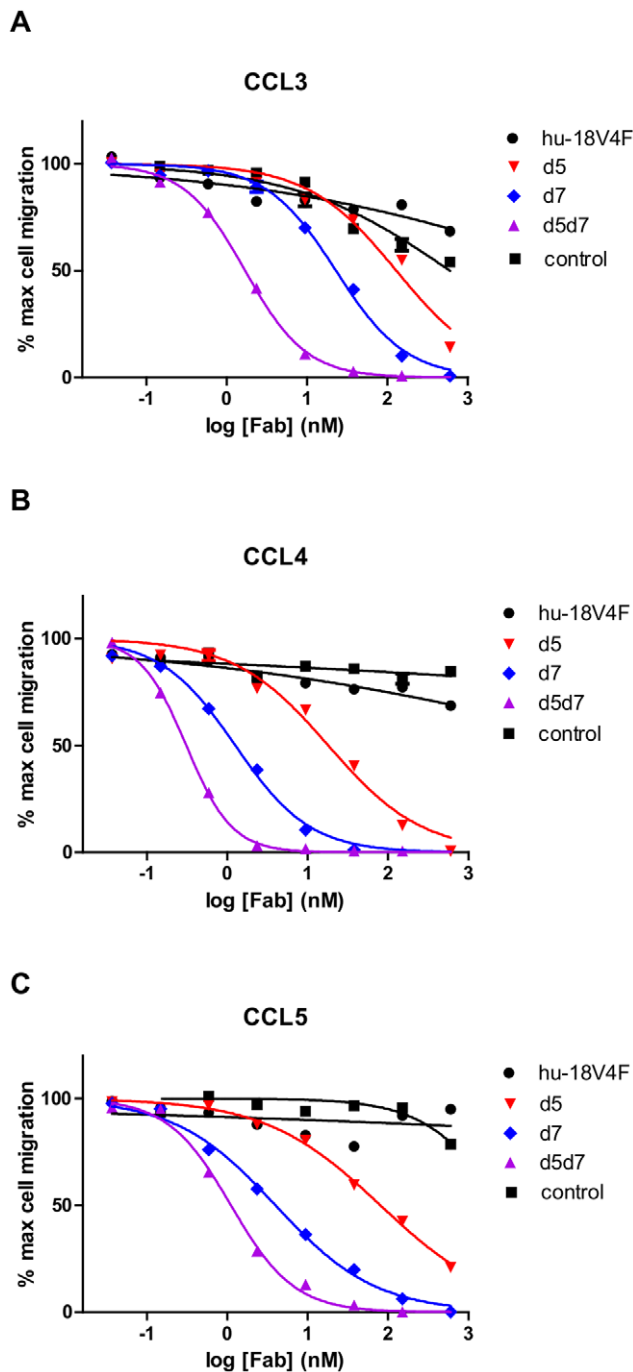 A
CCL3
% max cell migration
100
50
0
-1 0 1 2 3
log [Fab] (nM)
hu-18V4F
d5
d7
d5d7
control
B
CCL4
% max cell migration
100
50
0
-1 0 1 2 3
log [Fab] (nM)
hu-18V4F
d5
d7
d5d7
control
C
CCL5
% max cell migration
100
50
0
-1 0 1 2 3
log [Fab] (nM)
hu-18V4F
d5
d7
d5d7
control